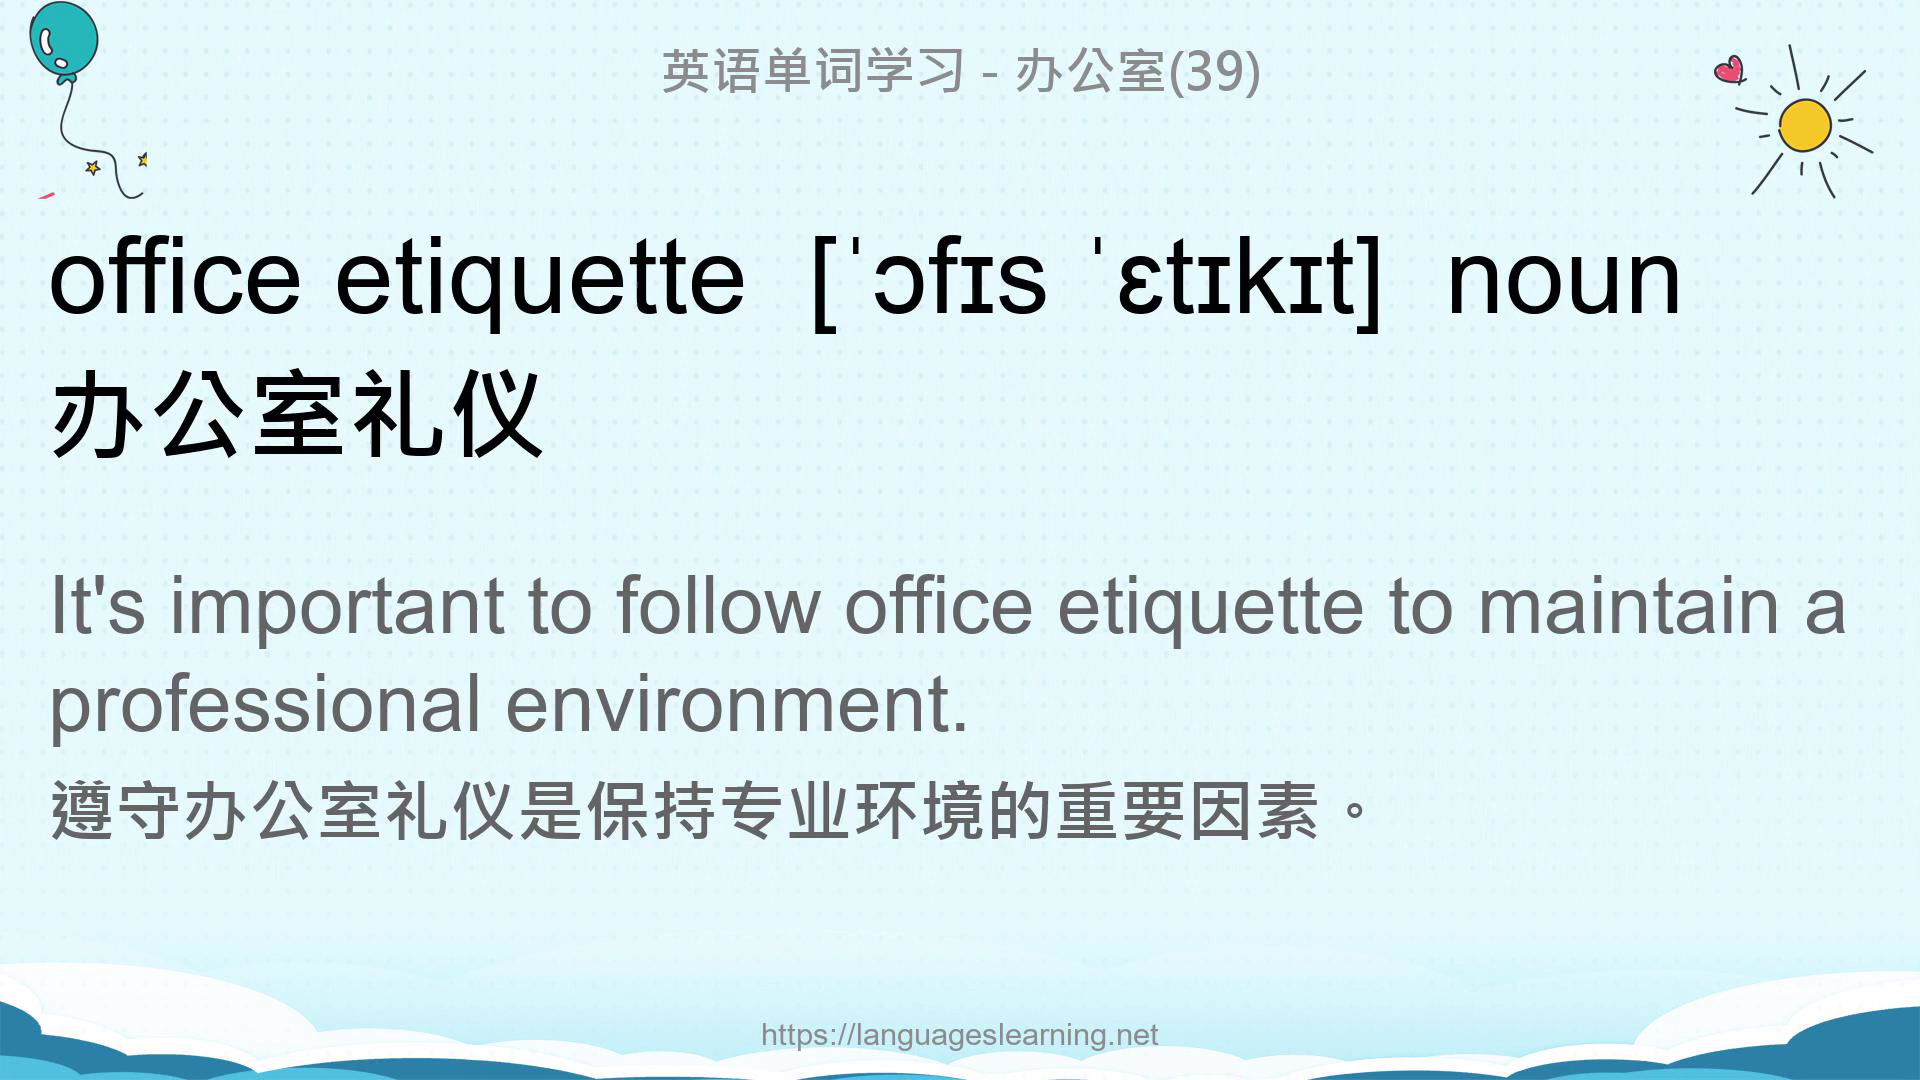 英语单词学习 - 办公室(39)
office etiquette [ˈɔfɪs ˈɛtɪkɪt] noun
办公室礼仪
It's important to follow office etiquette to maintain a
professional environment.
遵守办公室礼仪是保持专业环境的重要因素。
https://languageslearning.net